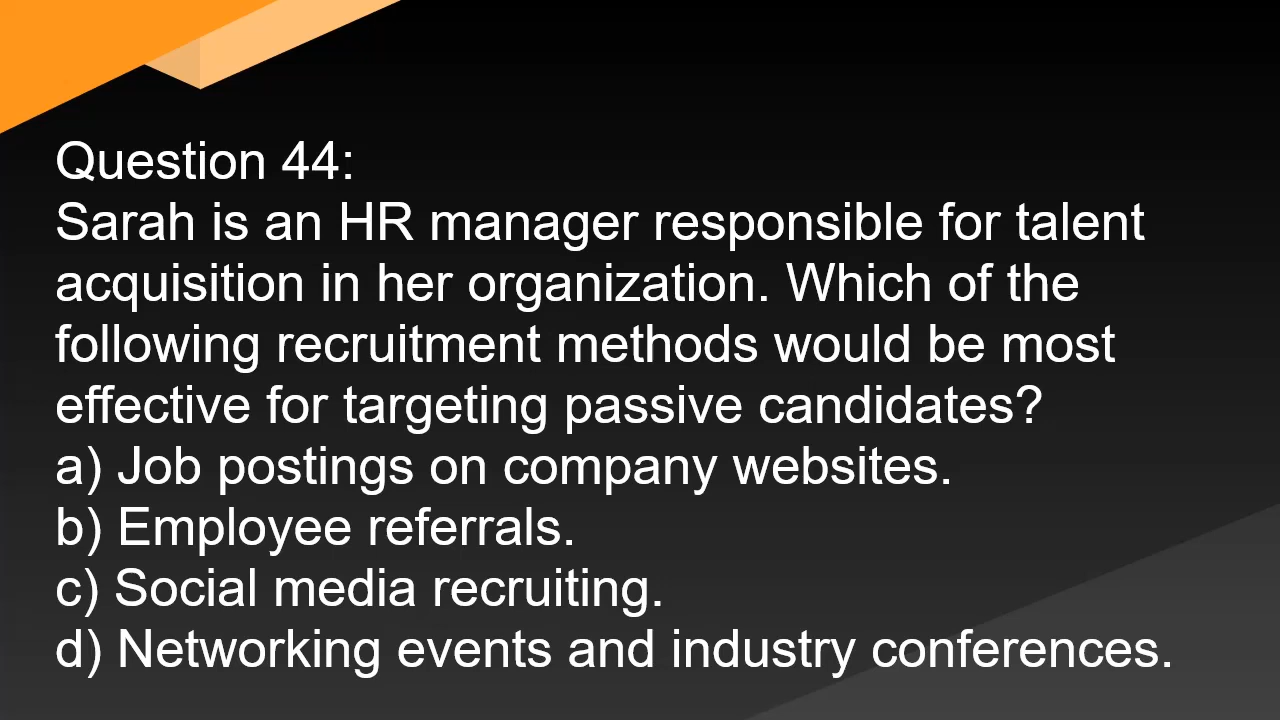 Question 44:
Sarah is an HR manager responsible for talent
acquisition in her organization. Which of the
following recruitment methods would be most
effective for targeting passive candidates?
a) Job postings on company websites.
b) Employee referrals.
c) Social media recruiting.
d) Networking events and industry conferences.